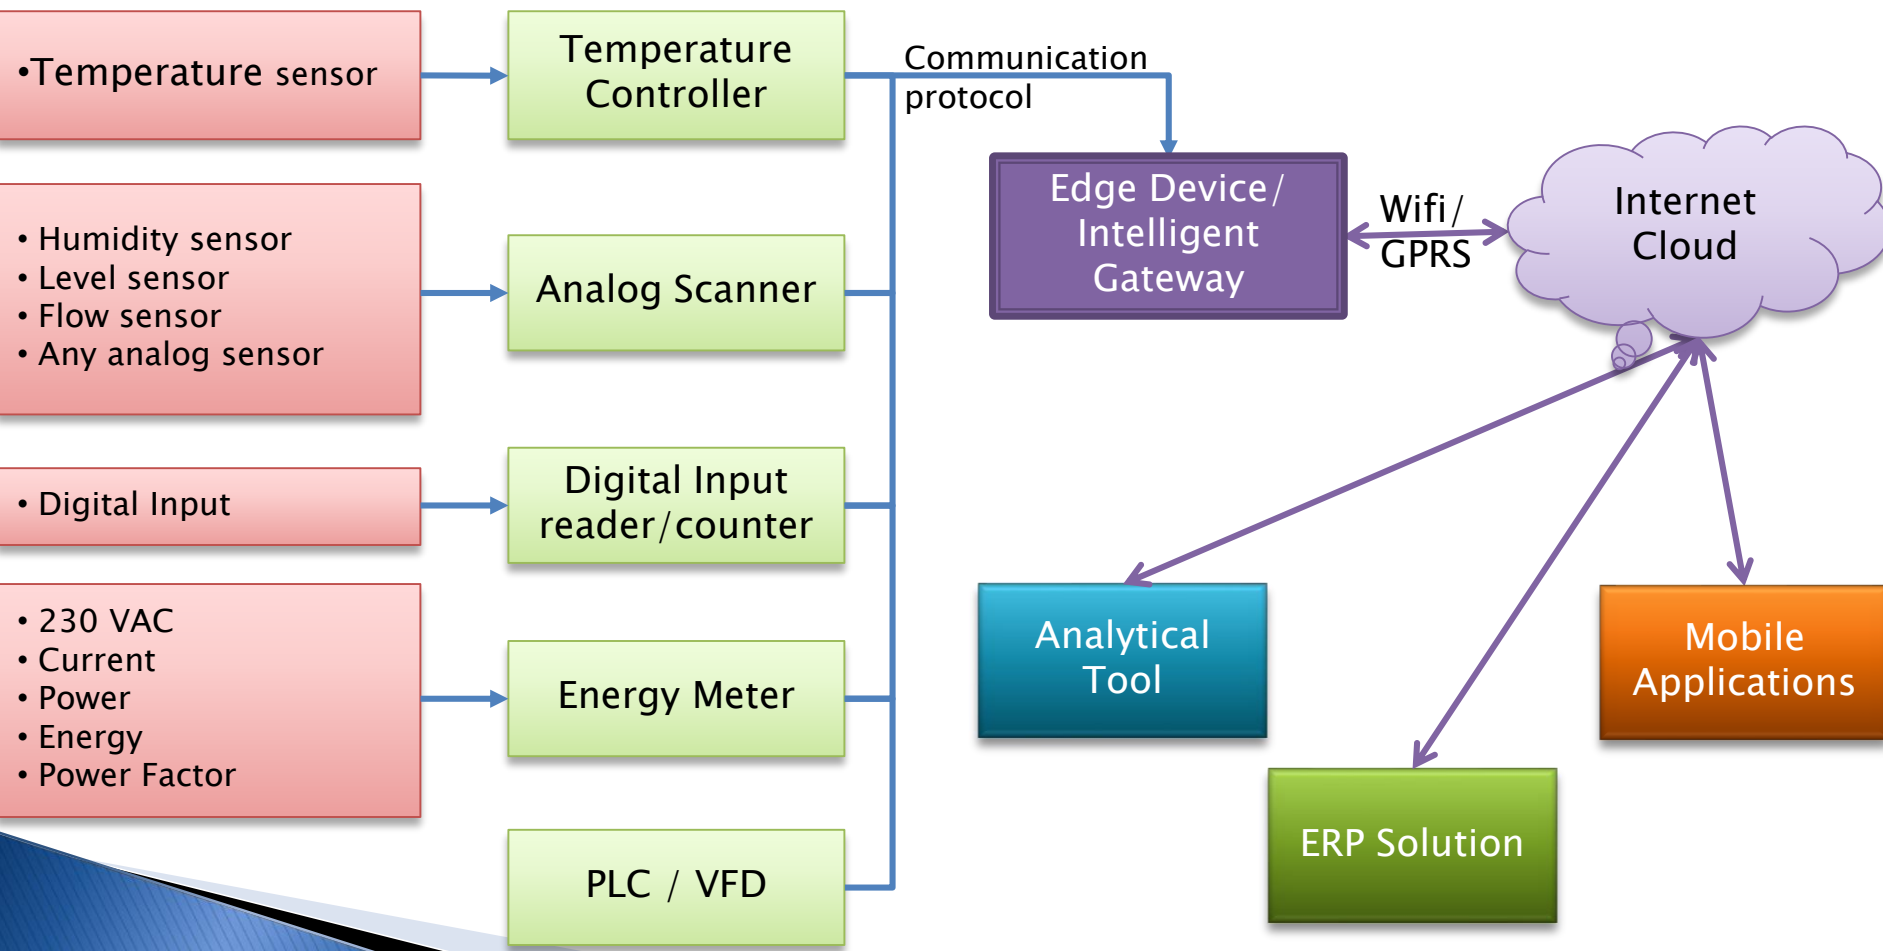 •Temperature sensor
Temperature
Controller
Communication
protocol
• Humidity sensor
• Level sensor
• Flow sensor
• Any analog sensor
Analog Scanner
Edge Device/
Intelligent
Gateway
Wifi/
GPRS
Internet
Cloud
• Digital Input
Digital Input
reader/counter
• 230 VAC
• Current
• Power
• Energy
• Power Factor
Energy Meter
PLC / VFD
Analytical
Tool
ERP Solution
Mobile
Applications